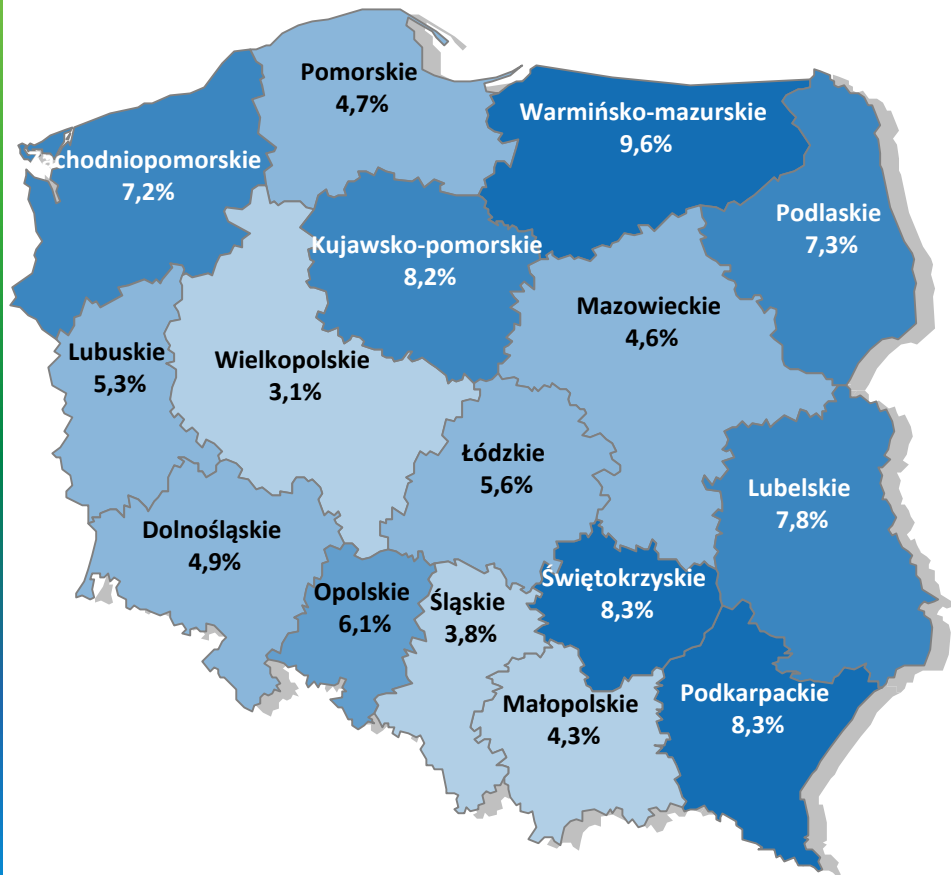 Pomorskie
4,7%
Warmińsko-mazurskie
9,6%
Zachodniopomorskie
7,2%
Podlaskie
7,3%
Kujawsko-pomorskie
8,2%
Mazowieckie
4,6%
Lubuskie
5,3%
Wielkopolskie
3,1%
Łódzkie
5,6%
Lubelskie
7,8%
Dolnośląskie
4,9%
Opolskie
6,1%
Śląskie
3,8%
Świętokrzyskie
8,3%
Małopolskie
4,3%
Podkarpackie
8,3%